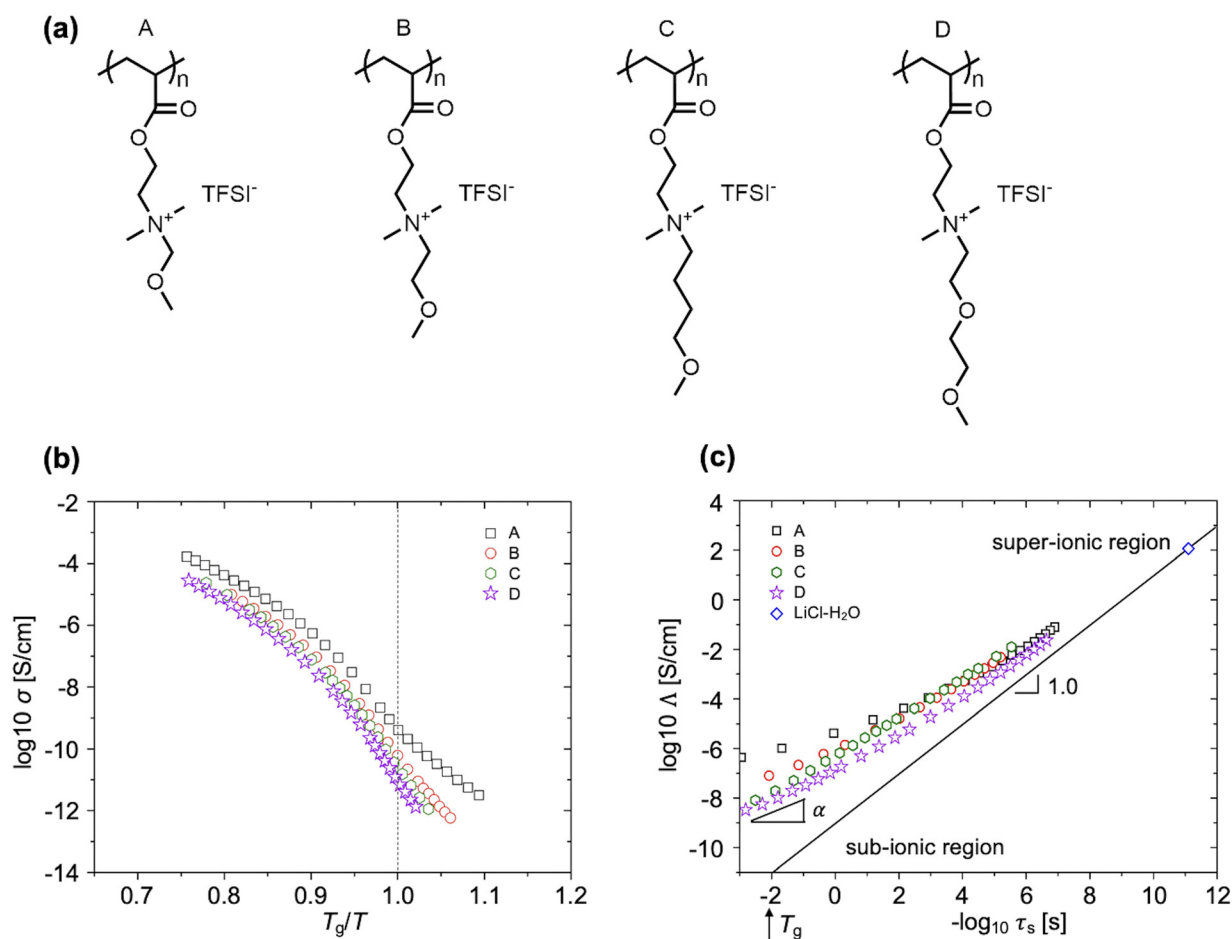 (a)
A
B
C
D
n
n
n
n
O
O
O
O
O
O
O
O
TFSI⁻
TFSI⁻
TFSI⁻
TFSI⁻
N⁺
N⁺
N⁺
N⁺
O
O
O
O
O
(b)
-2
-4
-6
-8
-10
-12
-14
log10 σ [S/cm]
A
B
C
D
0.7 0.8 0.9 1.0 1.1 1.2
Tg/T
(c)
4
2
0
-2
-4
-6
-8
-10
log10 Λ [S/cm]
A
B
C
D
LiCl-H₂O
super-ionic region
1.0
α
sub-ionic region
-2 0 2 4 6 8 10 12
Tg
-log₁₀ τₛ [s]